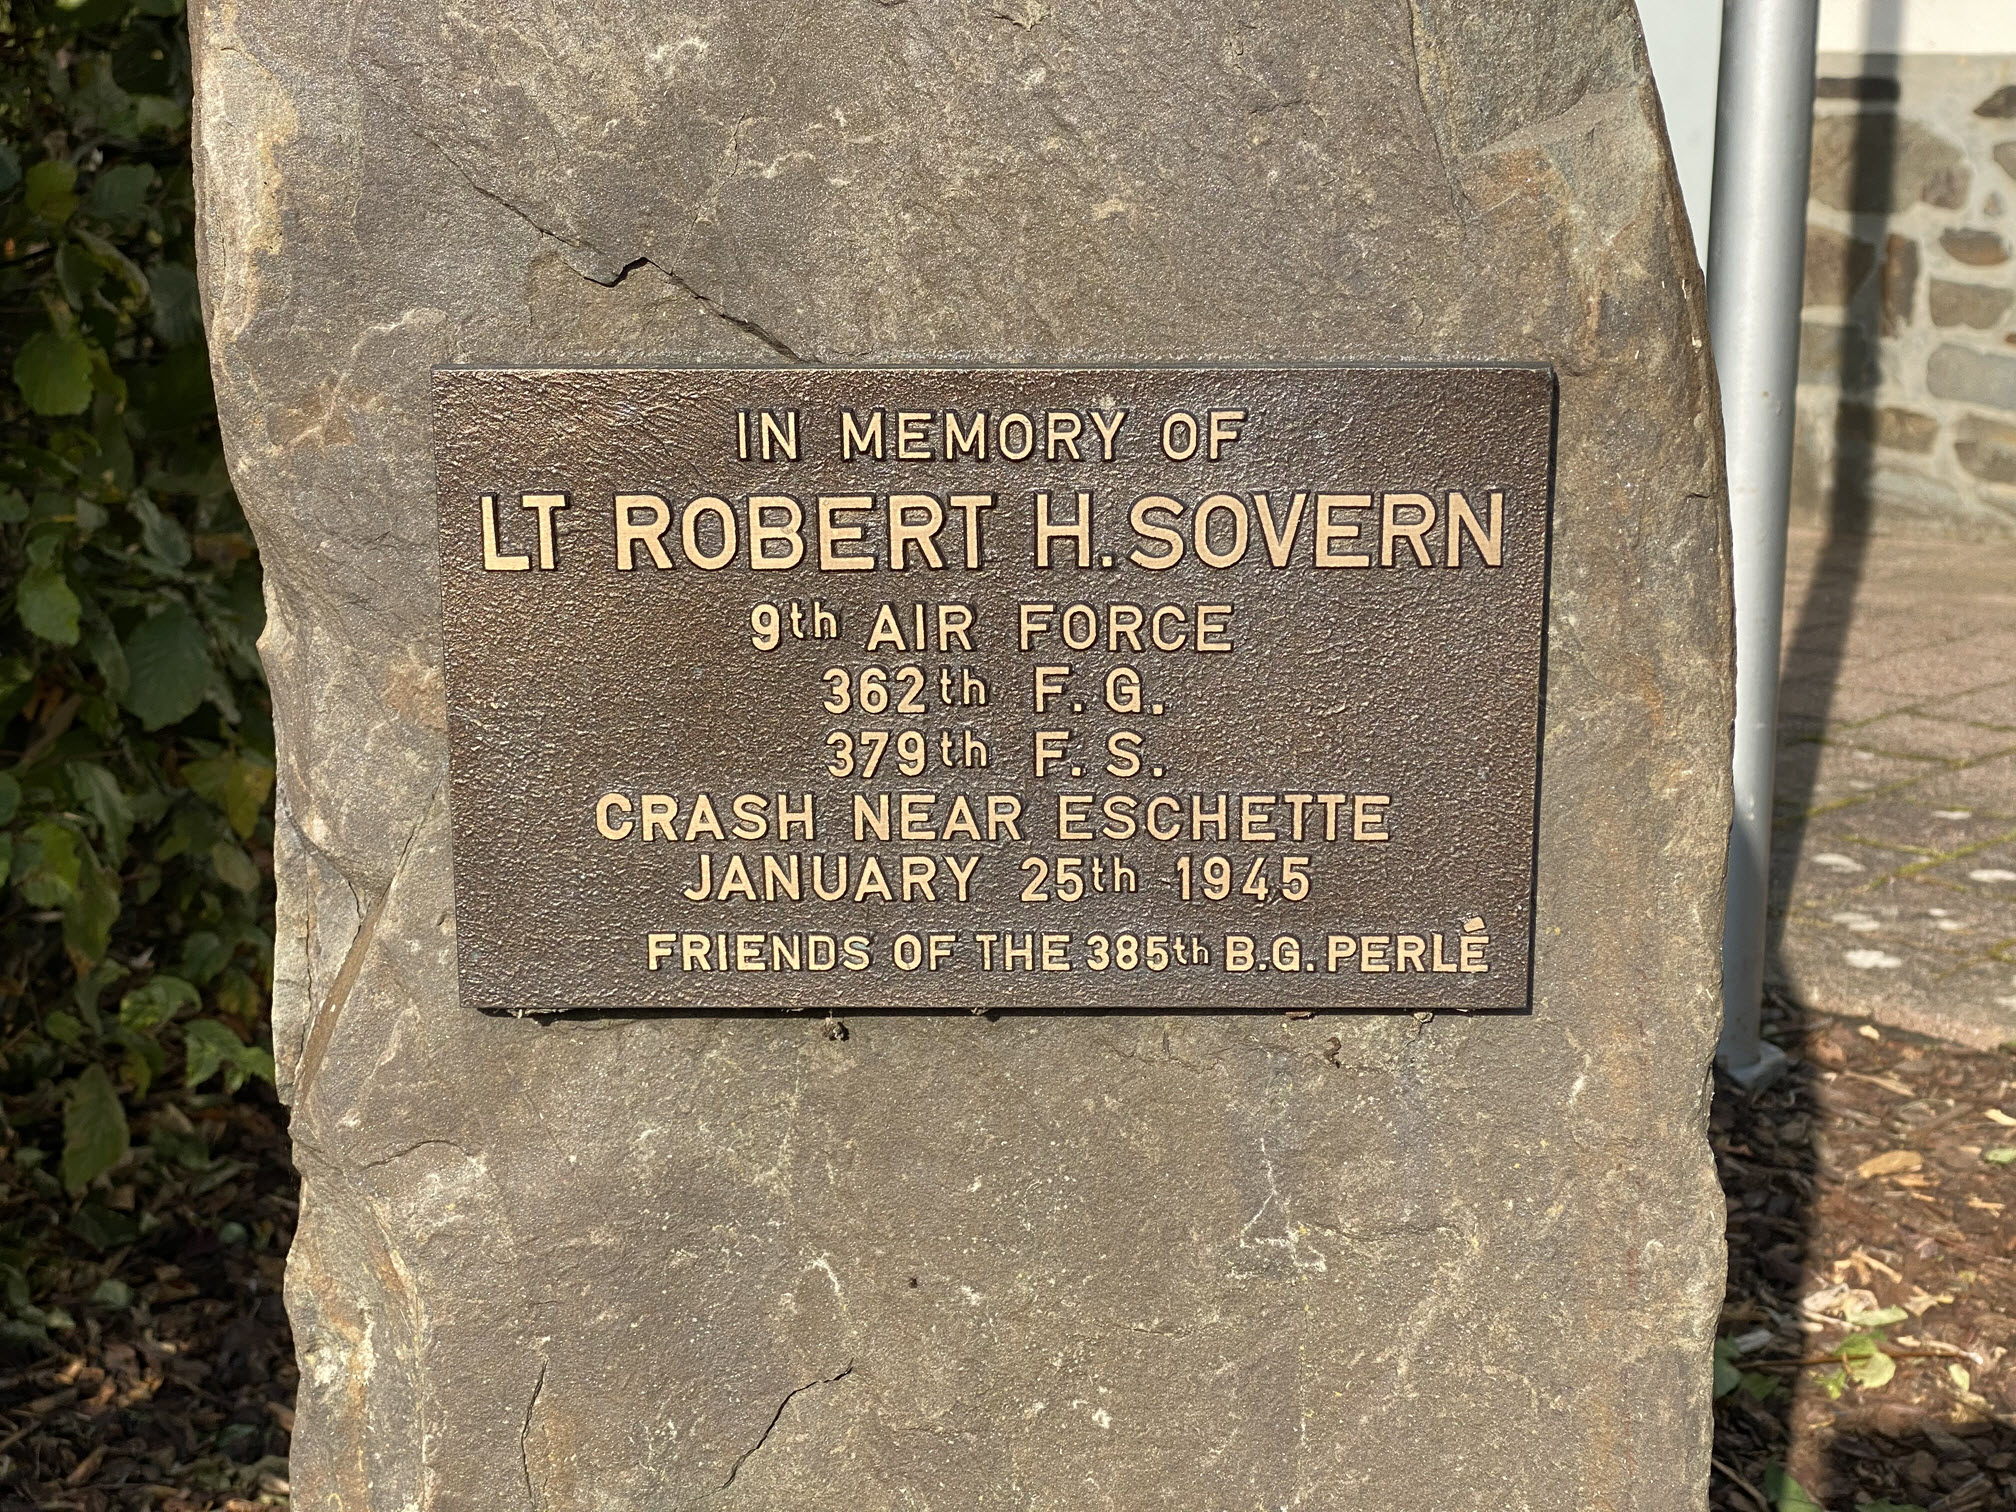 IN MEMORY OF
LT ROBERT H. SOVERN
9th AIR FORCE
362th F. G.
379th F. S.
CRASH NEAR ESCHETTE
JANUARY 25th 1945
FRIENDS OF THE 385th B.G. PERLÉ